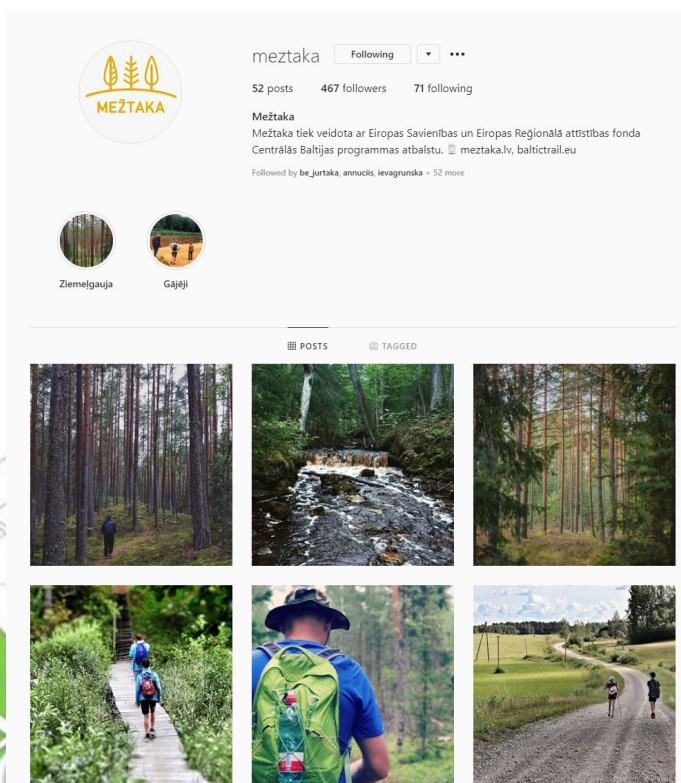 meztaka Following
52 posts 467 followers 71 following
Mežtaka
Mežtaka tiek veidota ar Eiropas Savienības un Eiropas Reģionālā attīstības fonda
Centrālās Baltijas programmas atbalstu. meztaka.lv, baltictrail.eu
Followed by be_jurtaka, annuciis, ievagrunska + 52 more
MEŽTAKA
Ziemeļgauja Gājēji
POSTS TAGGED